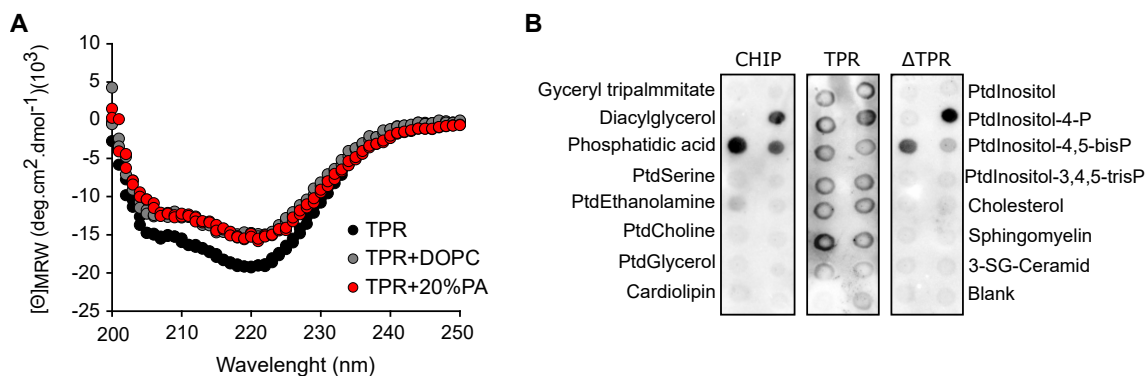 A
[Θ]MRW (deg.cm².dmol⁻¹)(10³)
10
5
0
-5
-10
-15
-20
-25
200
210
220
230
240
250
Wavelenght (nm)
TPR
TPR+DOPC
TPR+20%PA
B
CHIP
TPR
ΔTPR
Gyceryl tripalmmitate
Diacylglycerol
Phosphatidic acid
PtdSerine
PtdEthanolamine
PtdCholine
PtdGlycerol
Cardiolipin
PtdInositol
PtdInositol-4-P
PtdInositol-4,5-bisP
PtdInositol-3,4,5-trisP
Cholesterol
Sphingomyelin
3-SG-Ceramid
Blank